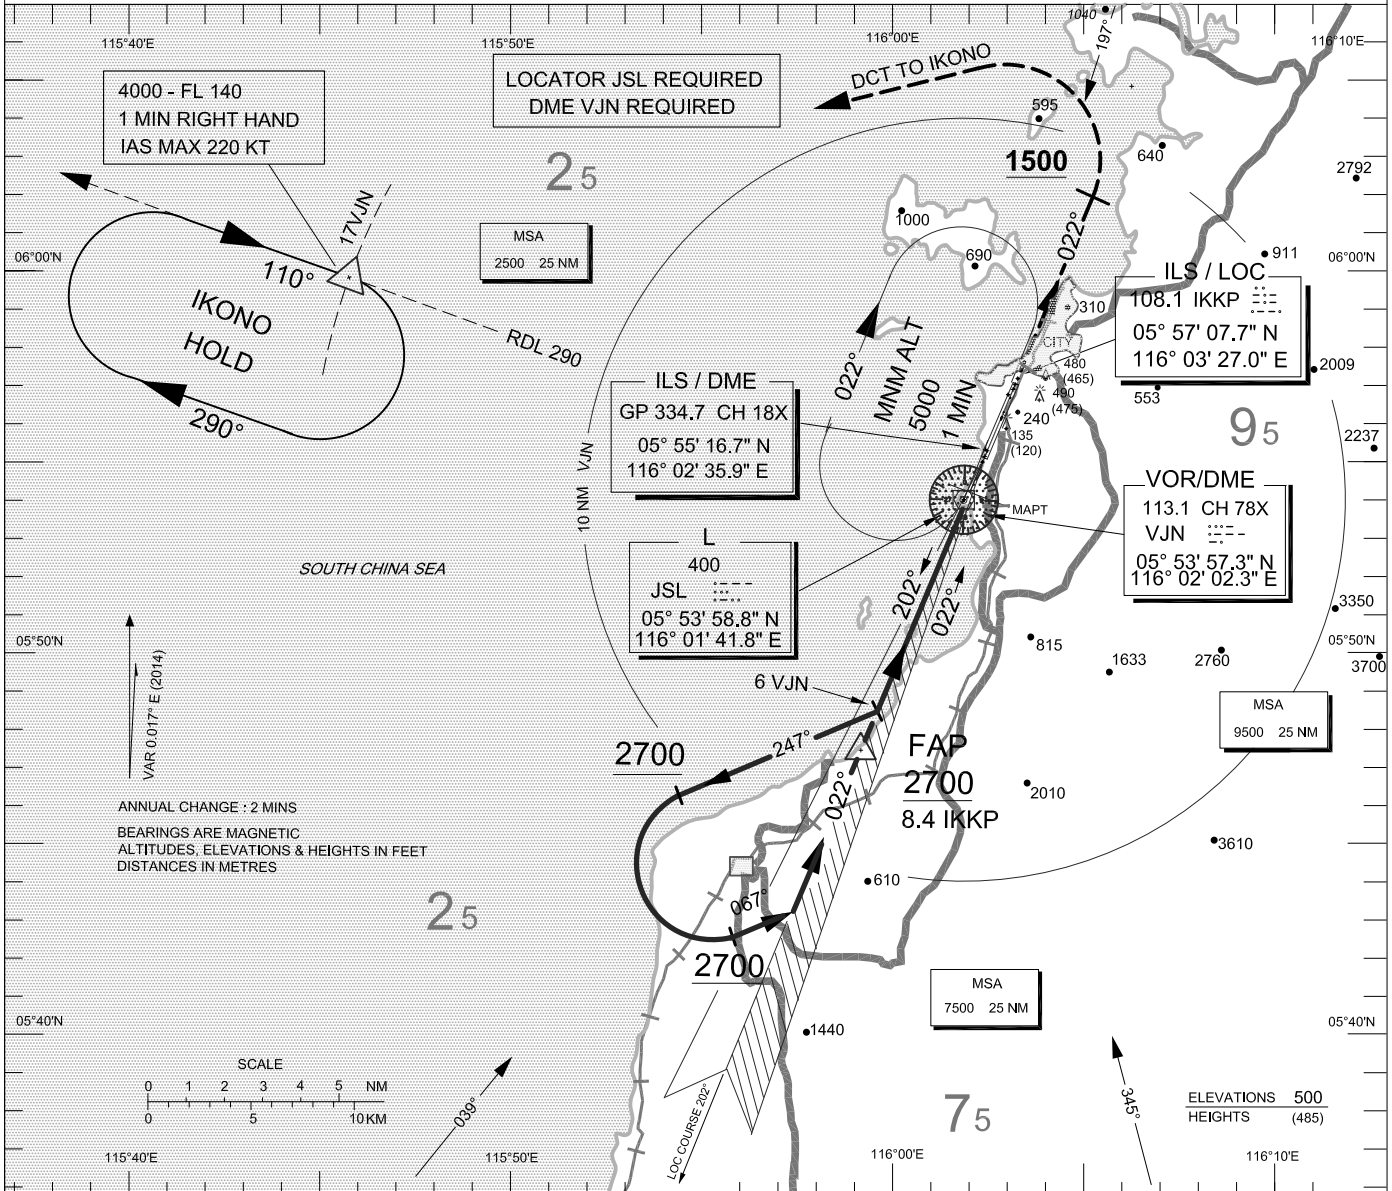 1040
197°
115°40'E
115°50'E
116°00'E
116°10'E
4000 - FL 140
1 MIN RIGHT HAND
IAS MAX 220 KT
LOCATOR JSL REQUIRED
DME VJN REQUIRED
DCT TO IKONO
595
1500
640
2792
25
17VJN
MSA
2500 25 NM
1000
690
022°
911
06°00'N
06°00'N
110°
IKONO
HOLD
290°
RDL 290
ILS / LOC
108.1 IKKP
05° 57' 07.7" N
116° 03' 27.0" E
310
CITY
480
(465)
490
(475)
240
135
(120)
2009
553
022°
MNM ALT
5000
1 MIN
ILS / DME
GP 334.7 CH 18X
05° 55' 16.7" N
116° 02' 35.9" E
95
2237
10 NM VJN
MAPT
VOR/DME
113.1 CH 78X
VJN
05° 53' 57.3" N
116° 02' 02.3" E
L
400
JSL
05° 53' 58.8" N
116° 01' 41.8" E
SOUTH CHINA SEA
202°
022°
3350
05°50'N
05°50'N
815
1633
2760
3700
6 VJN
MSA
9500 25 NM
VAR 0.017° E (2014)
247°
2700
FAP
2700
8.4 IKKP
022°
2010
3610
ANNUAL CHANGE : 2 MINS
BEARINGS ARE MAGNETIC
ALTITUDES, ELEVATIONS & HEIGHTS IN FEET
DISTANCES IN METRES
610
067°
25
2700
MSA
7500 25 NM
05°40'N
05°40'N
1440
SCALE
0 1 2 3 4 5 NM
0 5 10KM
039°
LOC COURSE 202°
75
345°
ELEVATIONS 500
HEIGHTS (485)
115°40'E
115°50'E
116°00'E
116°10'E